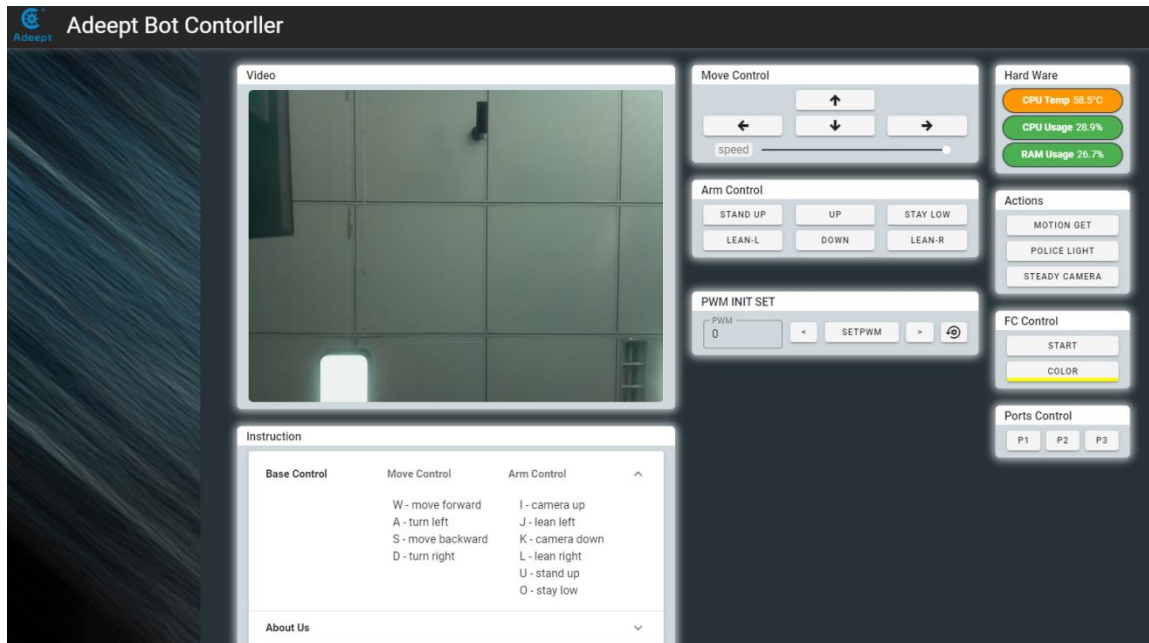 Adeept
Adeept Bot Contorller
Video
Move Control
speed
Hard Ware
CPU Temp 58.5°C
CPU Usage 28.9%
RAM Usage 26.7%
Arm Control
STAND UP UP STAY LOW
LEAN-L DOWN LEAN-R
Actions
MOTION GET
POLICE LIGHT
STEADY CAMERA
PWM INIT SET
PWM
0 < SETPWM >
FC Control
START
COLOR
Ports Control
P1 P2 P3
Instruction
Base Control Move Control Arm Control
W - move forward I - camera up
A - turn left J - lean left
S - move backward K - camera down
D - turn right L - lean right
U - stand up
O - stay low
About Us